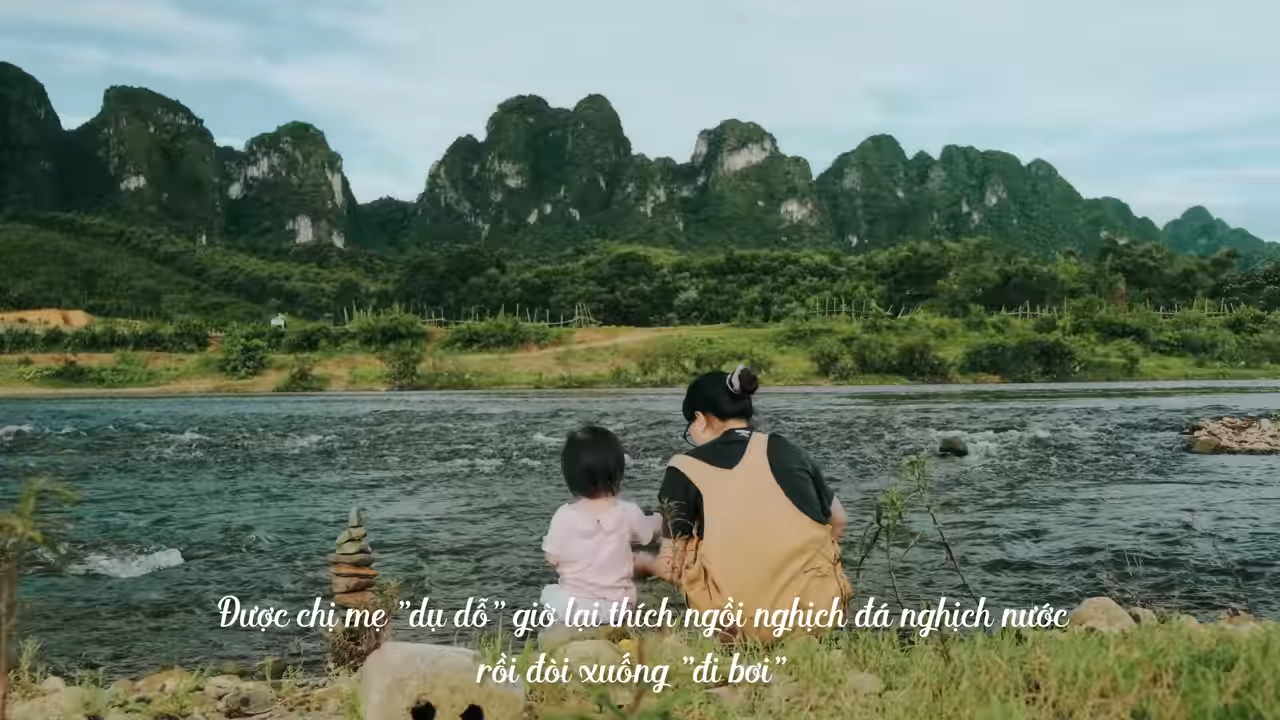 Được chị mẹ "dụ dỗ" giờ lại thích ngồi nghịch đá nghịch nước
rồi đòi xuống "đi bơi"